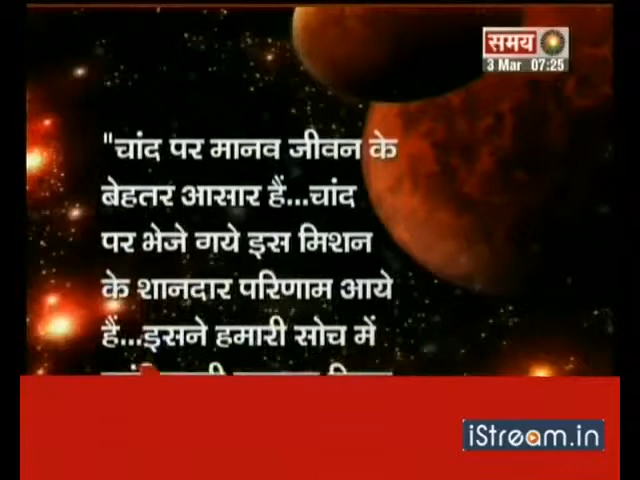 समय
3 Mar 07:25
"चांद पर मानव जीवन के
बेहतर आसार हैं...चांद
पर भेजे गये इस मिशन
के शानदार परिणाम आये
हैं...इसने हमारी सोच में
iStream.in